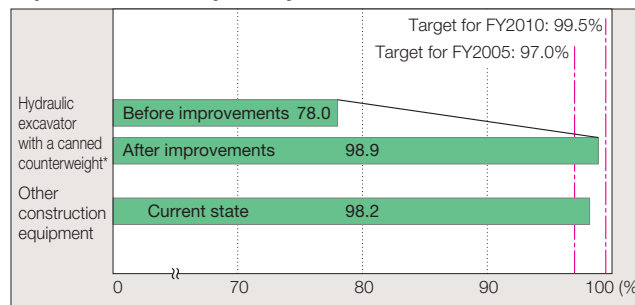 Target for FY2010: 99.5%
Target for FY2005: 97.0%
Hydraulic
excavator
with a canned
counterweight*
Before improvements 78.0
After improvements 98.9
Other
construction
equipment
Current state 98.2
0 70 80 90 100 (%